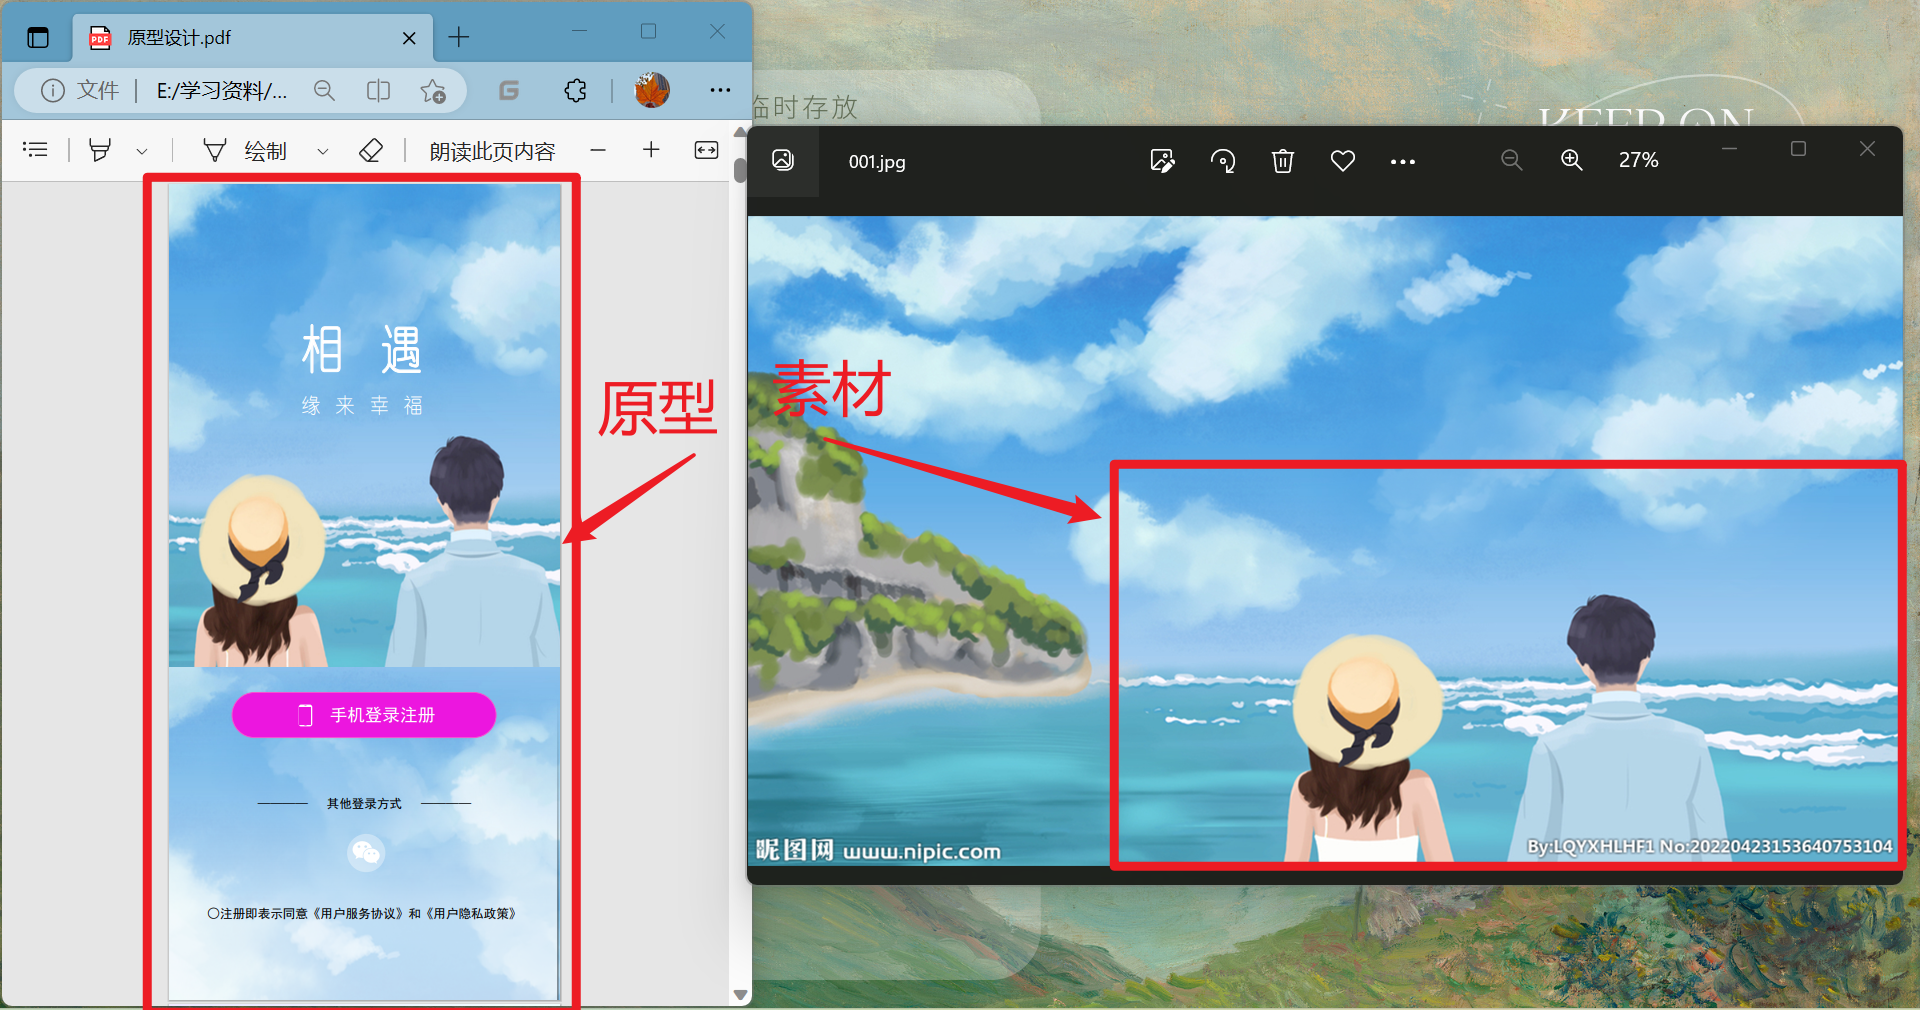 原型设计.pdf
文件
E:/学习资料/...
绘制
朗读此页内容
相 遇
缘 来 幸 福
手机登录注册
其他登录方式
〇注册即表示同意《用户服务协议》和《用户隐私政策》
原型
临时存放
KEEP ON
001.jpg
27%
素材
昵图网 www.nipic.com
By:LQYXHLHF1 No:20220423153640753104